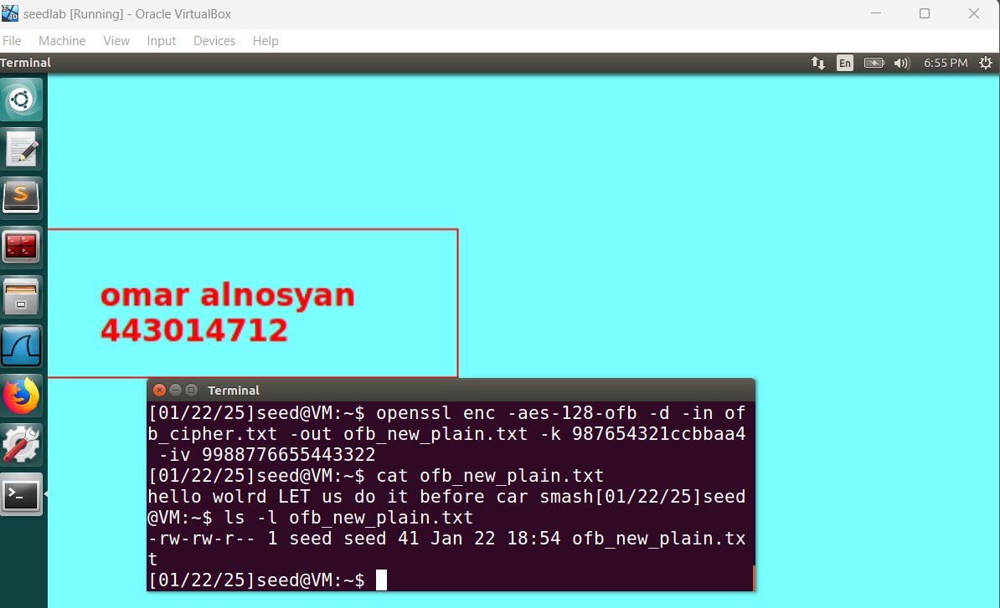 seedlab [Running] - Oracle VirtualBox
File Machine View Input Devices Help
Terminal En 6:55 PM
omar alnosyan
443014712
Terminal
[01/22/25]seed@VM:~$ openssl enc -aes-128-ofb -d -in of
b_cipher.txt -out ofb_new_plain.txt -k 987654321ccbbaa4
 -iv 9988776655443322
[01/22/25]seed@VM:~$ cat ofb_new_plain.txt
hello wolrd LET us do it before car smash[01/22/25]seed
@VM:~$ ls -l ofb_new_plain.txt
-rw-rw-r-- 1 seed seed 41 Jan 22 18:54 ofb_new_plain.tx
t
[01/22/25]seed@VM:~$